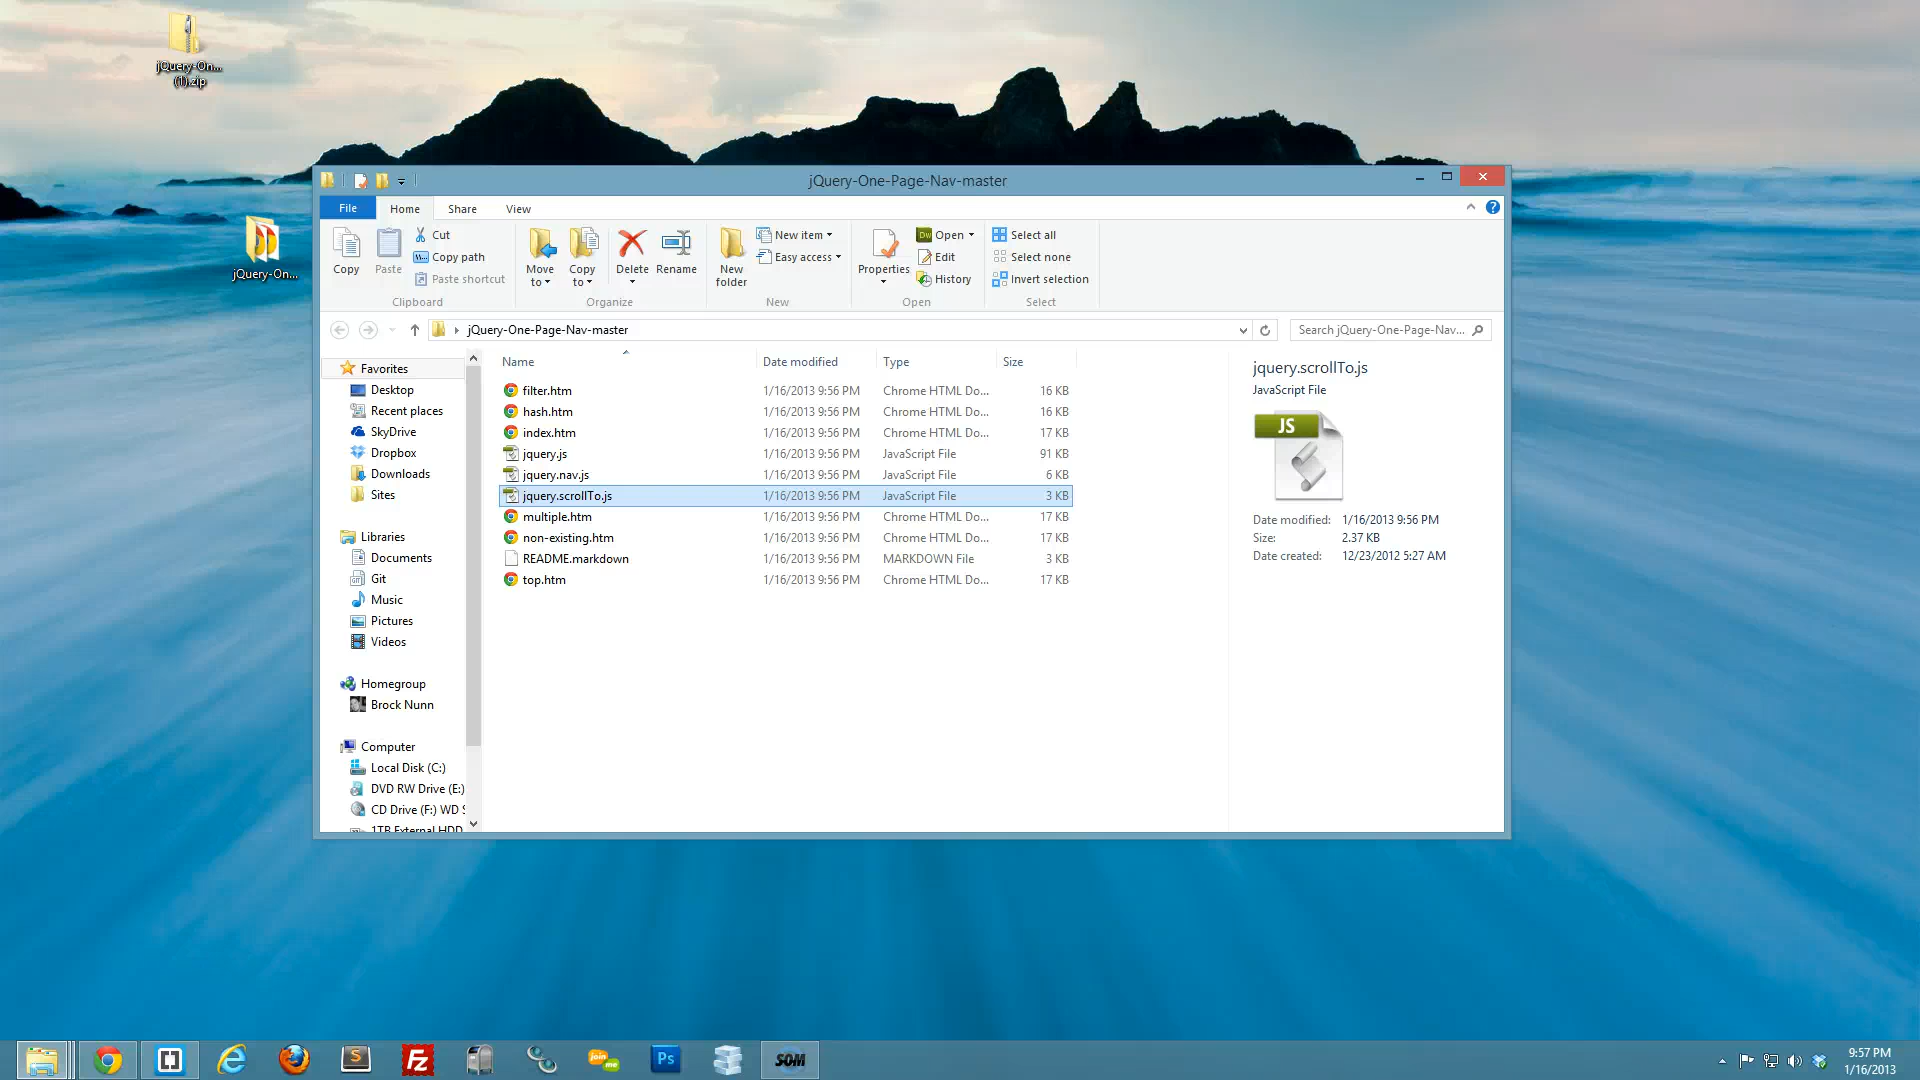 jQuery-On...
(1).zip
jQuery-On...
jQuery-One-Page-Nav-master
File
Home
Share
View
Copy
Paste
Cut
Copy path
Paste shortcut
Clipboard
Move
to
Copy
to
Delete
Rename
Organize
New
folder
New item
Easy access
New
Properties
Open
Edit
History
Open
Select all
Select none
Invert selection
Select
jQuery-One-Page-Nav-master
Search jQuery-One-Page-Nav...
Favorites
Desktop
Recent places
SkyDrive
Dropbox
Downloads
Sites
Libraries
Documents
Git
Music
Pictures
Videos
Homegroup
Brock Nunn
Computer
Local Disk (C:)
DVD RW Drive (E:)
CD Drive (F:) WD S
1TB External HDD
Name Date modified Type Size
filter.htm 1/16/2013 9:56 PM Chrome HTML Do... 16 KB
hash.htm 1/16/2013 9:56 PM Chrome HTML Do... 16 KB
index.htm 1/16/2013 9:56 PM Chrome HTML Do... 17 KB
jquery.js 1/16/2013 9:56 PM JavaScript File 91 KB
jquery.nav.js 1/16/2013 9:56 PM JavaScript File 6 KB
jquery.scrollTo.js 1/16/2013 9:56 PM JavaScript File 3 KB
multiple.htm 1/16/2013 9:56 PM Chrome HTML Do... 17 KB
non-existing.htm 1/16/2013 9:56 PM Chrome HTML Do... 17 KB
README.markdown 1/16/2013 9:56 PM MARKDOWN File 3 KB
top.htm 1/16/2013 9:56 PM Chrome HTML Do... 17 KB
jquery.scrollTo.js
JavaScript File
JS
Date modified: 1/16/2013 9:56 PM
Size: 2.37 KB
Date created: 12/23/2012 5:27 AM
S
Fz
join
me
Ps
SOM
9:57 PM
1/16/2013